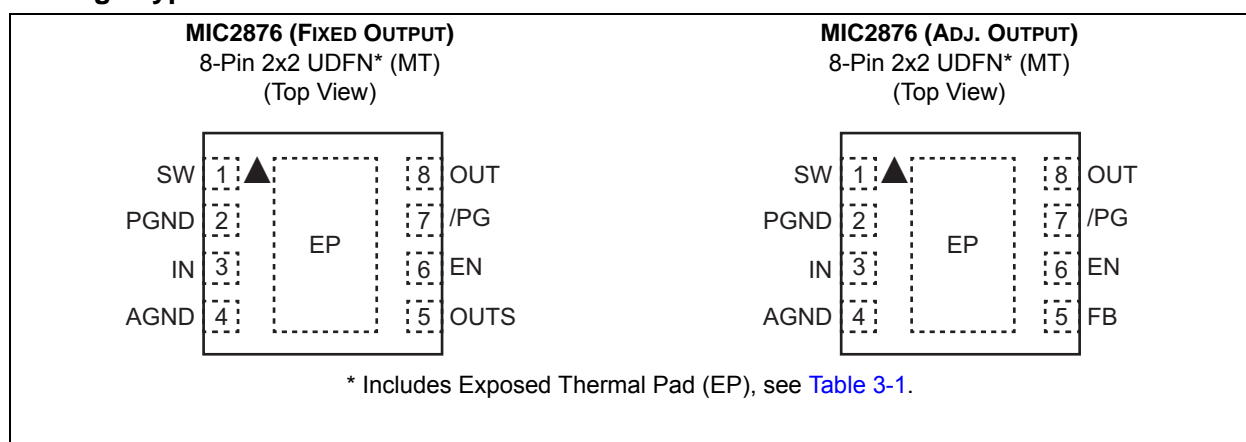 MIC2876 (FIXED OUTPUT)
8-Pin 2x2 UDFN* (MT)
(Top View)
SW 1 8 OUT
PGND 2 7 /PG
EP
IN 3 6 EN
AGND 4 5 OUTS
MIC2876 (ADJ. OUTPUT)
8-Pin 2x2 UDFN* (MT)
(Top View)
SW 1 8 OUT
PGND 2 7 /PG
EP
IN 3 6 EN
AGND 4 5 FB
* Includes Exposed Thermal Pad (EP), see Table 3-1.